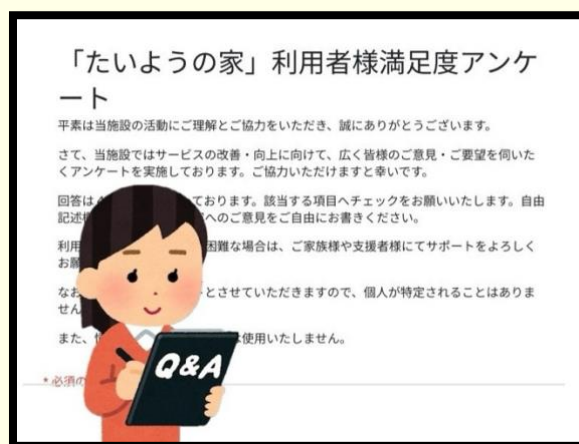 「たいようの家」利用者様満足度アンケ
ート
平素は当施設の活動にご理解とご協力をいただき、誠にありがとうございます。
さて、当施設ではサービスの改善・向上に向けて、広く皆様のご意見・ご要望を伺いた
くアンケートを実施しております。ご協力いただけますと幸いです。
回答は ております。該当する項目へチェックをお願いいたします。自由
記述 へのご意見をご自由にお書きください。
利用 困難な場合は、ご家族様や支援者様にてサポートをよろしく
お願
なお とさせていただきますので、個人が特定されることはありま
せん
また、 使用いたしません。
* 必須の
Q&A